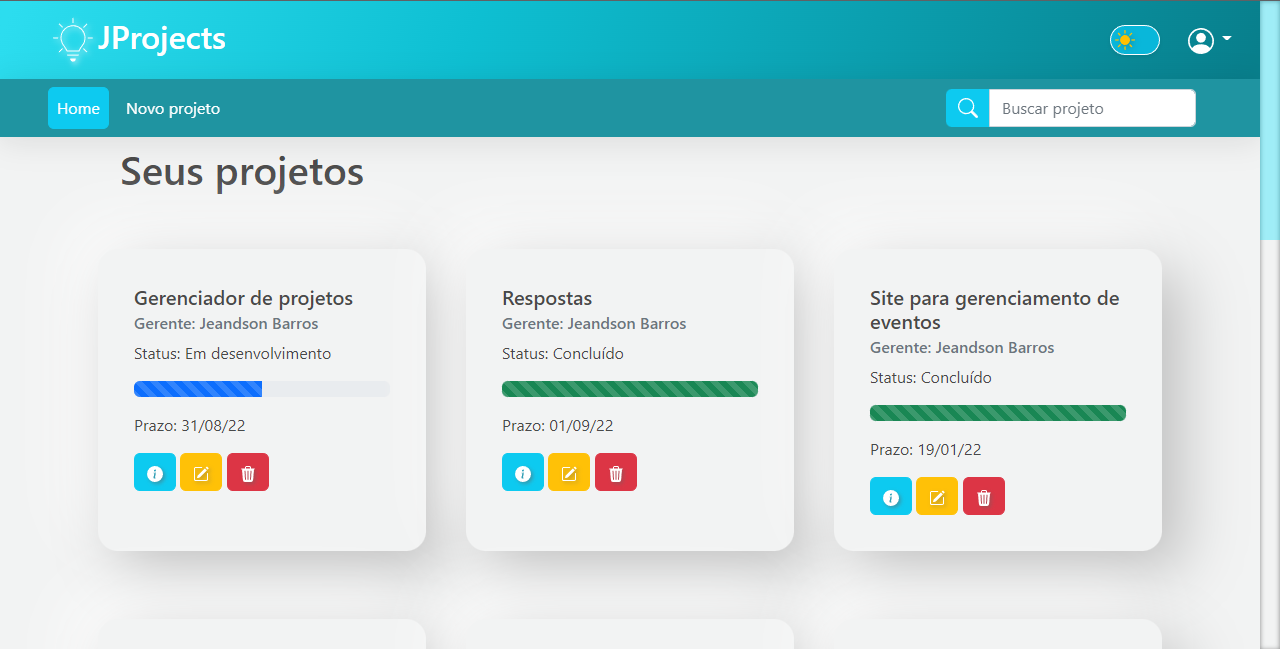 JProjects
Home
Novo projeto
Buscar projeto
Seus projetos
Gerenciador de projetos
Gerente: Jeandson Barros
Status: Em desenvolvimento
Prazo: 31/08/22
Respostas
Gerente: Jeandson Barros
Status: Concluído
Prazo: 01/09/22
Site para gerenciamento de
eventos
Gerente: Jeandson Barros
Status: Concluído
Prazo: 19/01/22